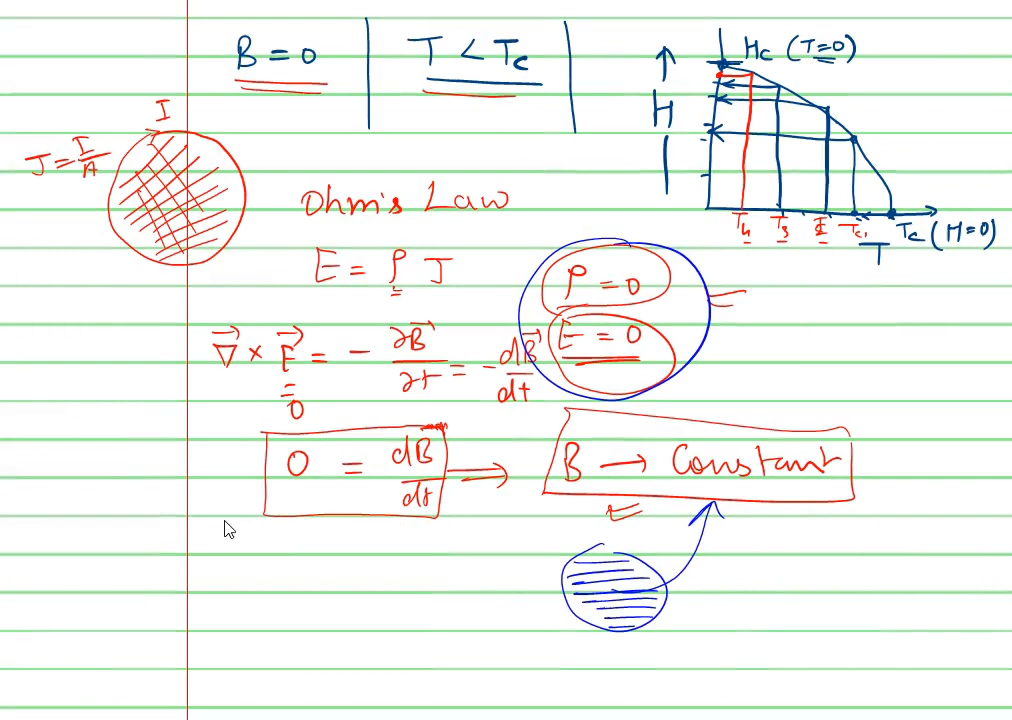 B = 0
T < Tc
Hc (T=0)
H
T4 T3 T2 Tc1 Tc (H=0)
T
I
J = I/A
Ohm's Law
E = ρ J
ρ = 0
E = 0
∇ × E = - ∂B/∂t = - dB/dt
= 0
0 = dB/dt
B → Constant